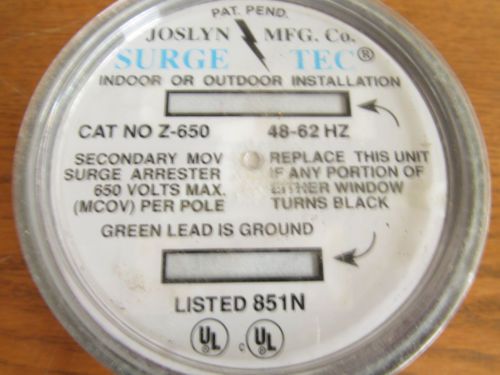 PAT. PEND.
JOSLYN MFG. Co.
SURGE TEC®
INDOOR OR OUTDOOR INSTALLATION
CAT NO Z-650 48-62 HZ
SECONDARY MOV
SURGE ARRESTER
650 VOLTS MAX.
(MCOV) PER POLE
REPLACE THIS UNIT
IF ANY PORTION OF
EITHER WINDOW
TURNS BLACK
GREEN LEAD IS GROUND
LISTED 851N
UL c UL